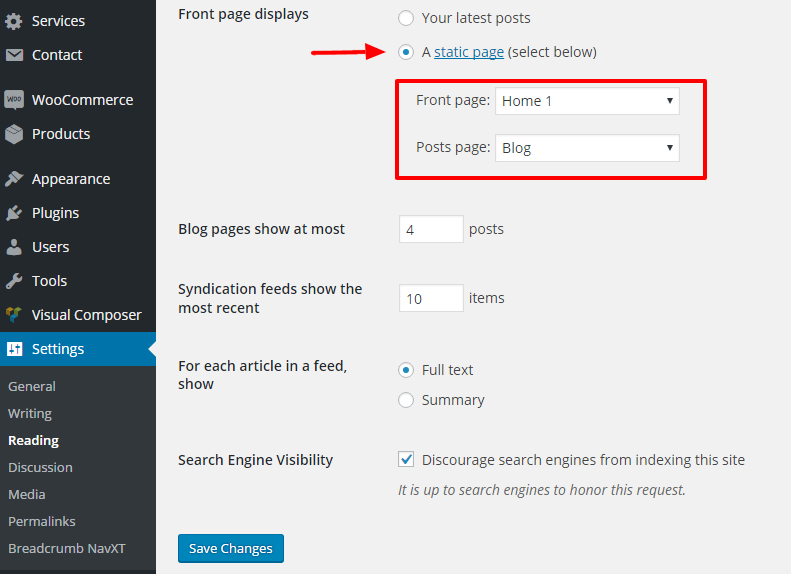 Services
Contact
WOO WooCommerce
Products
Appearance
Plugins
Users
Tools
Visual Composer
Settings
General
Writing
Reading
Discussion
Media
Permalinks
Breadcrumb NavXT
Front page displays
Your latest posts
A static page (select below)
Front page: Home 1
Posts page: Blog
Blog pages show at most
4 posts
Syndication feeds show the
most recent
10 items
For each article in a feed,
show
Full text
Summary
Search Engine Visibility
Discourage search engines from indexing this site
It is up to search engines to honor this request.
Save Changes